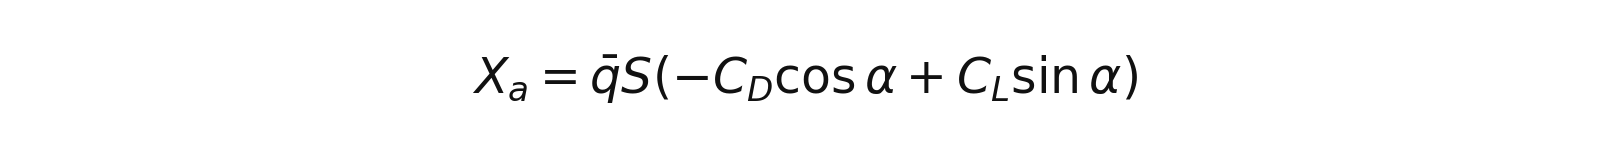 X_a = q̄S(−C_D cos α + C_L sin α)